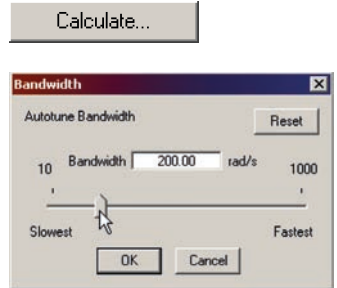 Calculate...
Bandwidth
Autotune Bandwidth
Reset
10 Bandwidth 200.00 rad/s 1000
Slowest Fastest
OK Cancel